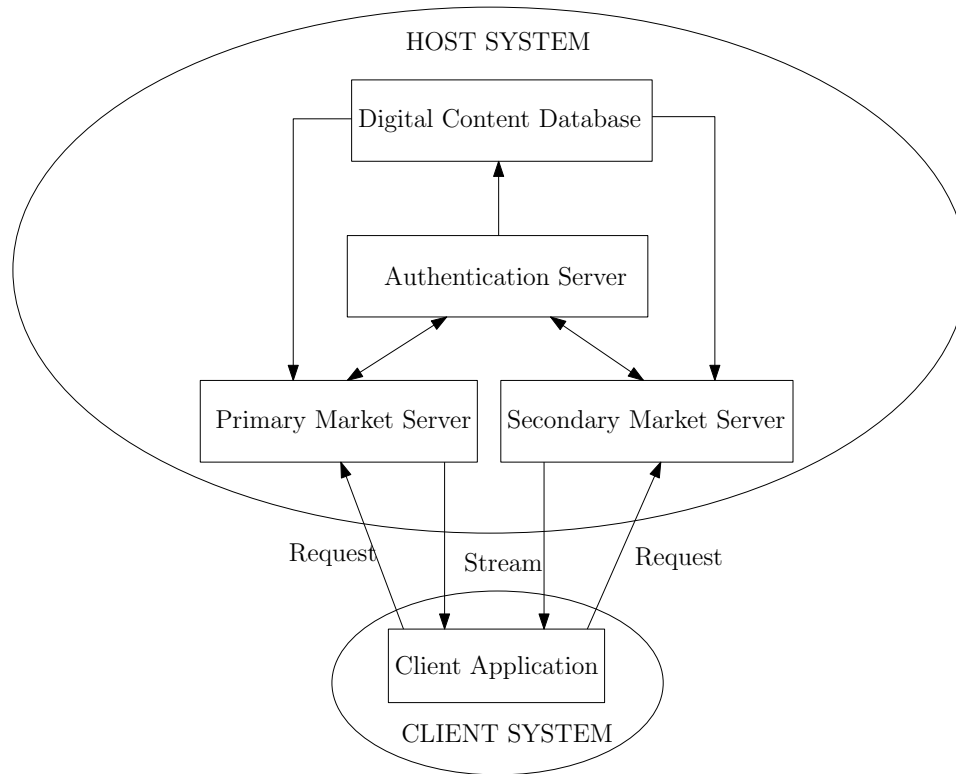 HOST SYSTEM
Digital Content Database
Authentication Server
Primary Market Server
Secondary Market Server
Request
Stream
Request
Client Application
CLIENT SYSTEM